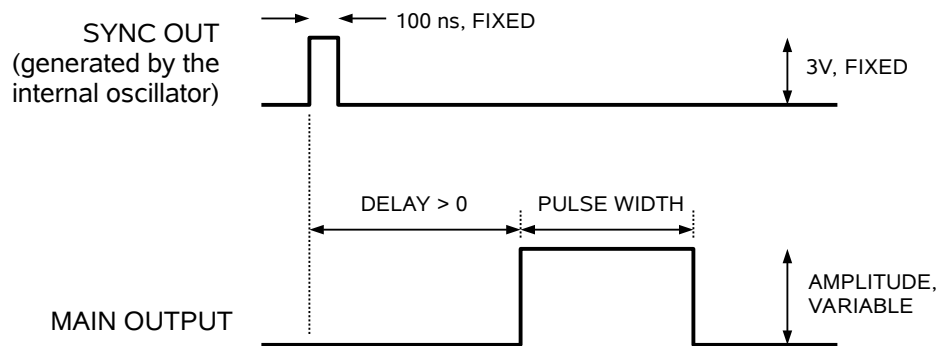 100 ns, FIXED
SYNC OUT
(generated by the
internal oscillator)
3V, FIXED
DELAY > 0
PULSE WIDTH
AMPLITUDE,
VARIABLE
MAIN OUTPUT